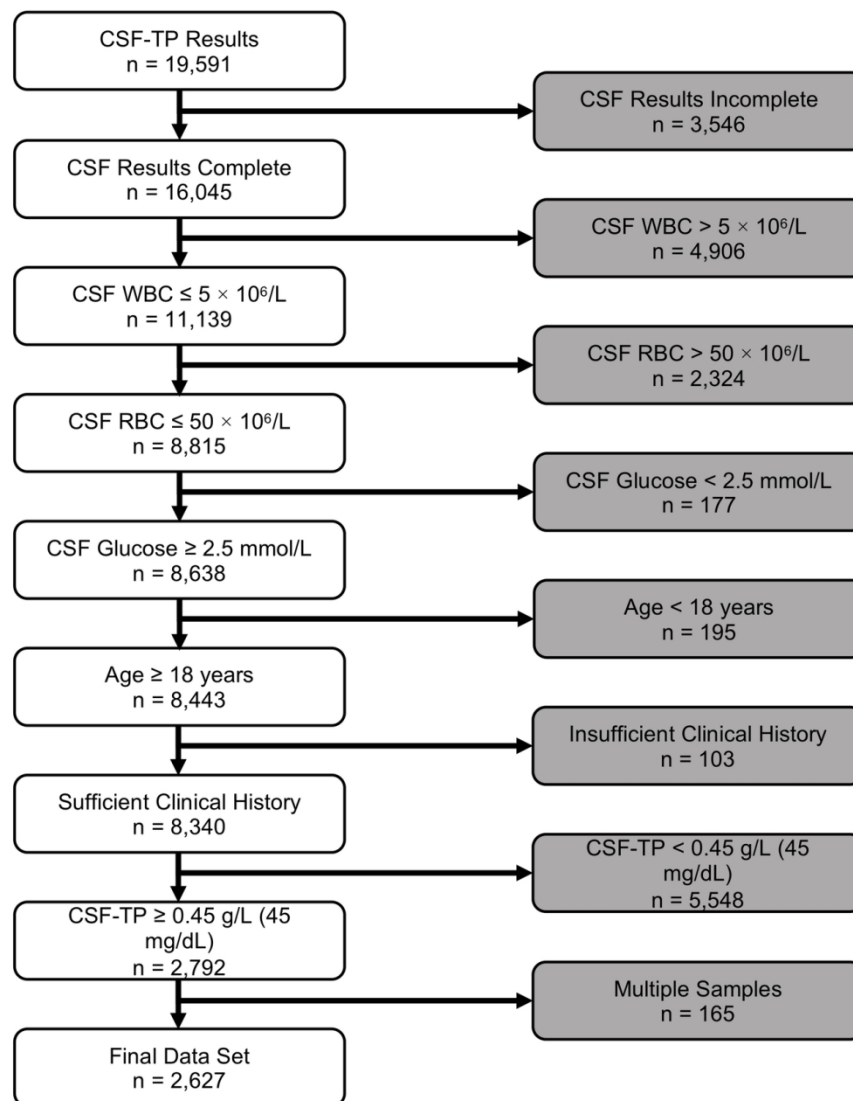 CSF-TP Results
n = 19,591
CSF Results Incomplete
n = 3,546
CSF Results Complete
n = 16,045
CSF WBC > 5 × 10⁶/L
n = 4,906
CSF WBC ≤ 5 × 10⁶/L
n = 11,139
CSF RBC > 50 × 10⁶/L
n = 2,324
CSF RBC ≤ 50 × 10⁶/L
n = 8,815
CSF Glucose < 2.5 mmol/L
n = 177
CSF Glucose ≥ 2.5 mmol/L
n = 8,638
Age < 18 years
n = 195
Age ≥ 18 years
n = 8,443
Insufficient Clinical History
n = 103
Sufficient Clinical History
n = 8,340
CSF-TP < 0.45 g/L (45
mg/dL)
n = 5,548
CSF-TP ≥ 0.45 g/L (45
mg/dL)
n = 2,792
Multiple Samples
n = 165
Final Data Set
n = 2,627